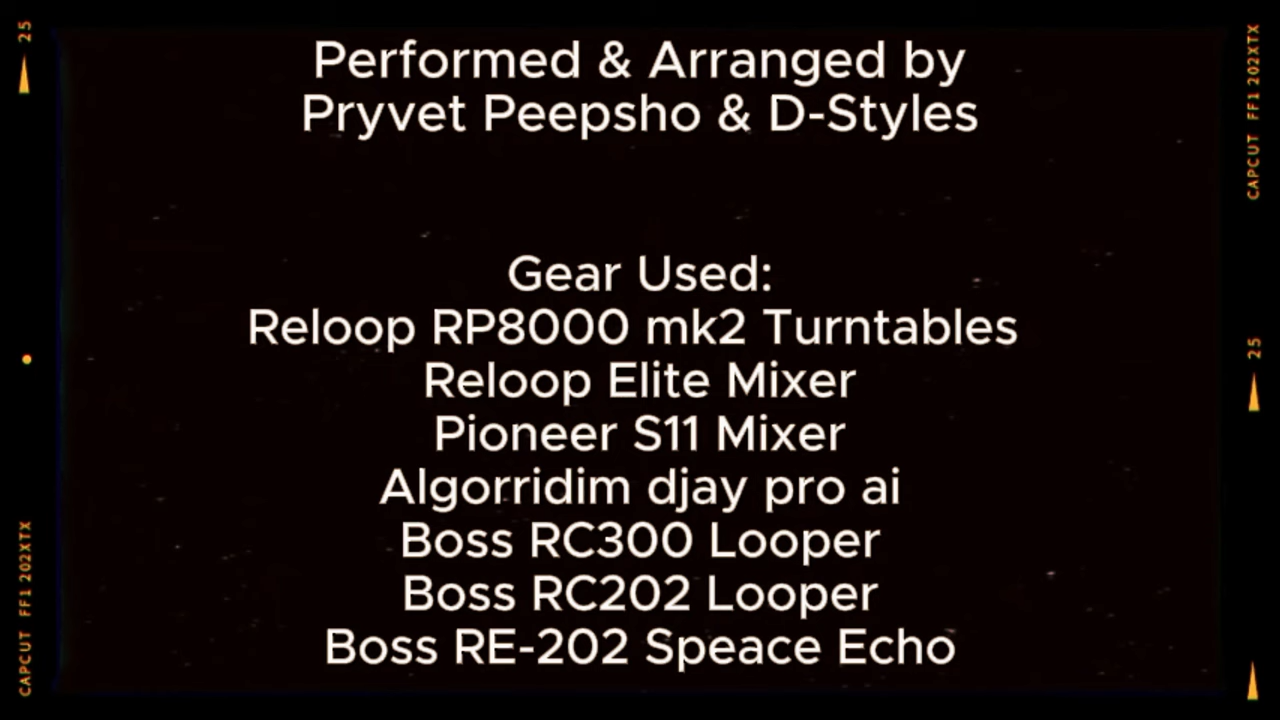 Performed & Arranged by
Pryvet Peepsho & D-Styles
Gear Used:
Reloop RP8000 mk2 Turntables
Reloop Elite Mixer
Pioneer S11 Mixer
Algorridim djay pro ai
Boss RC300 Looper
Boss RC202 Looper
Boss RE-202 Speace Echo
25
CAPCUT FF1 202XTX
CAPCUT FF1 202XTX
25